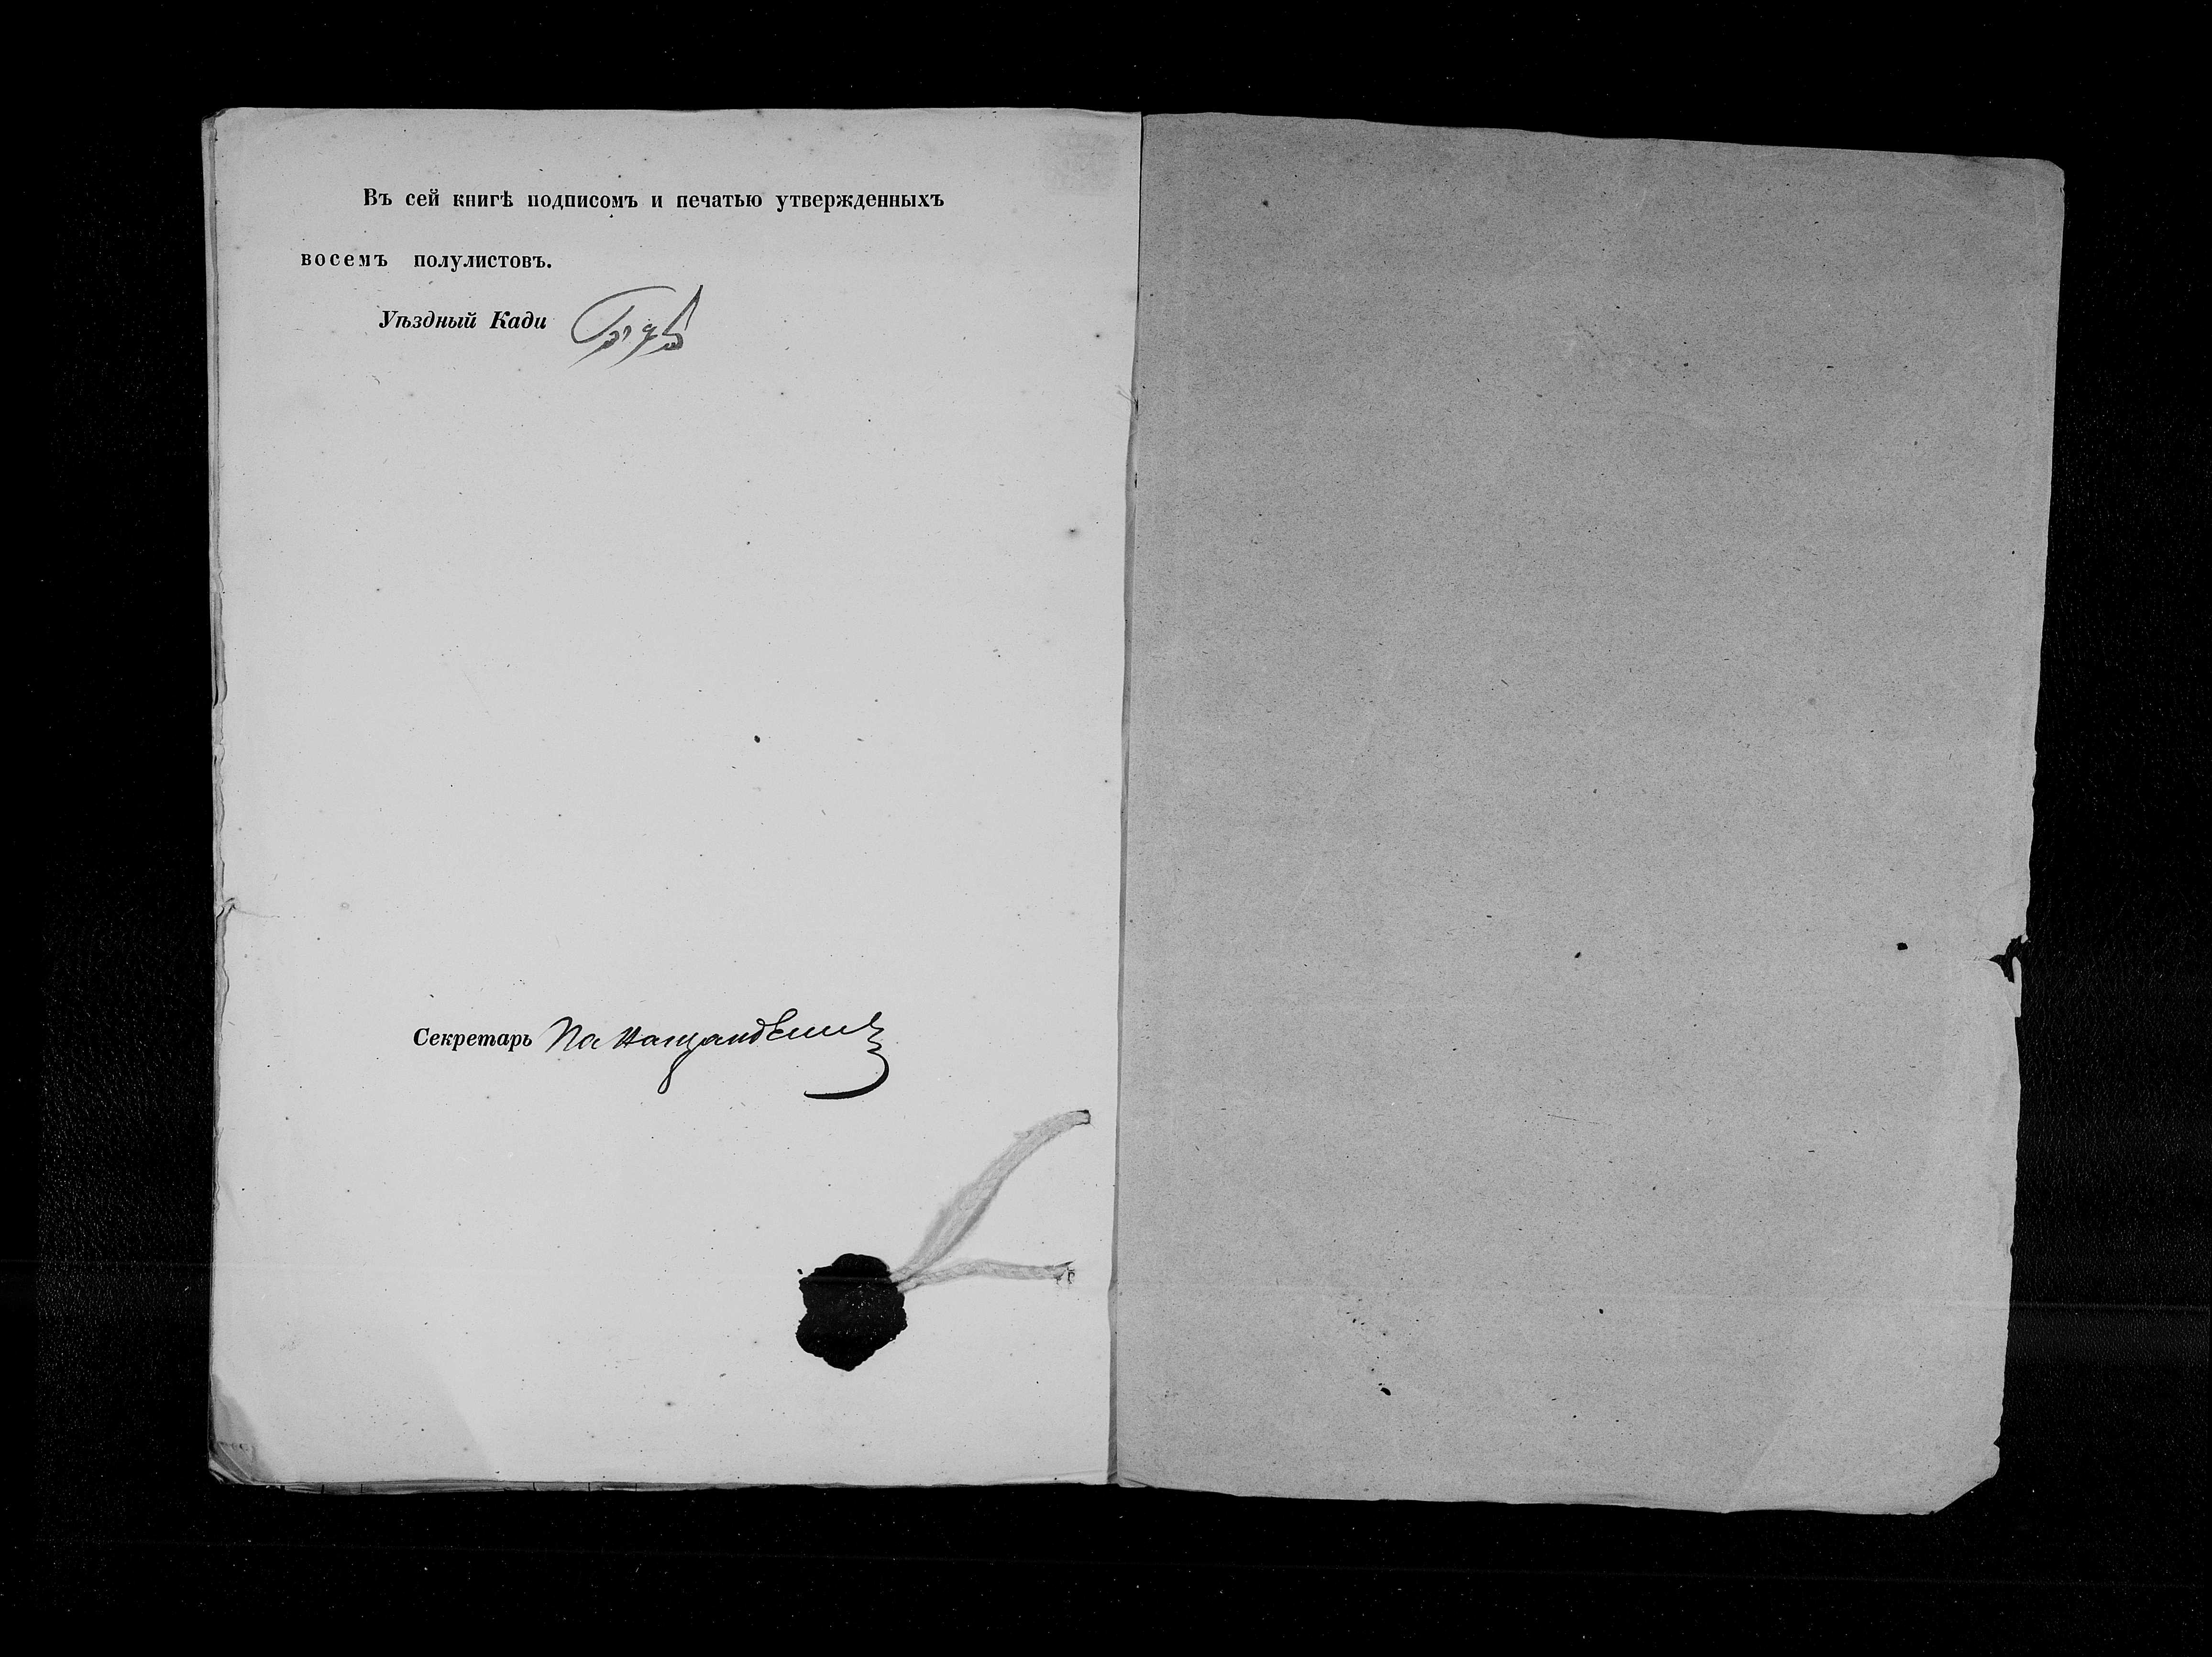 Въ сей книгѣ подписомъ и печатью утвержденныхъ
восемъ полулистовъ.
Уѣздный Кади
Секретарь